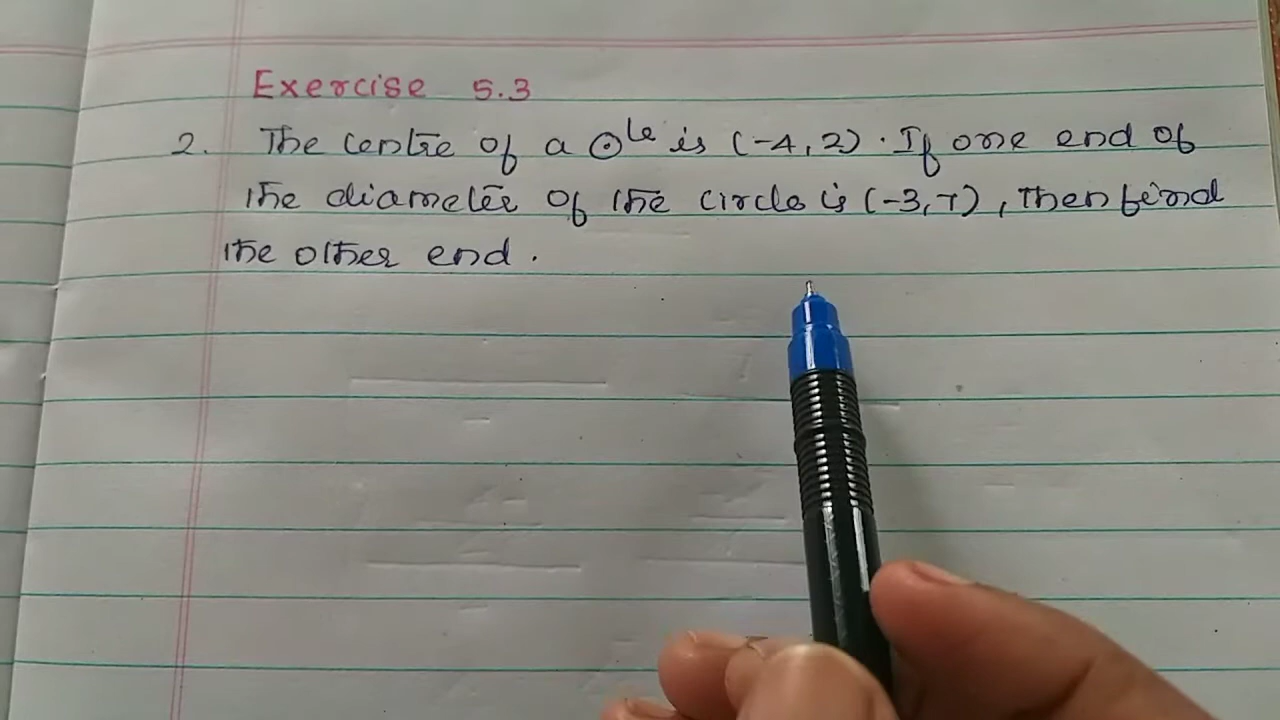 Exercise 5.3
2. The centre of a ⊙le is (-4,2). If one end of
the diameter of the circle is (-3,7), then find
the other end.